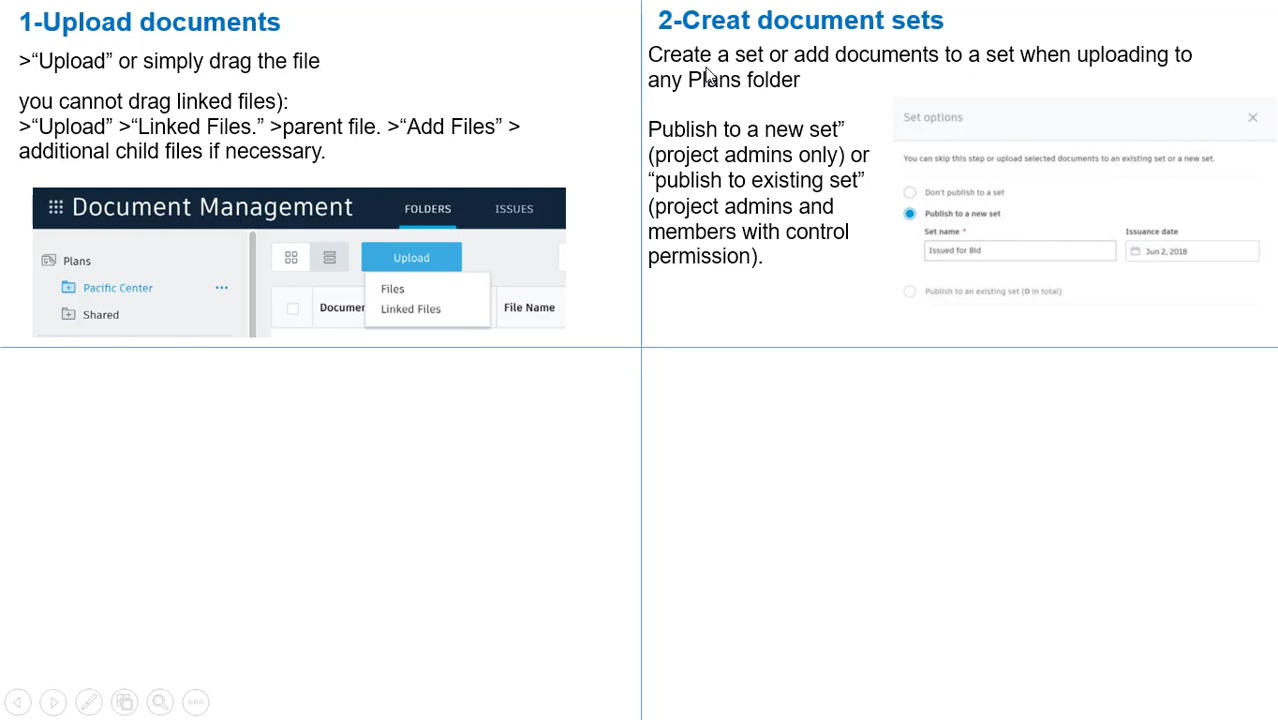 1-Upload documents
>“Upload” or simply drag the file
you cannot drag linked files):
>“Upload” >“Linked Files.” >parent file. >“Add Files” >
additional child files if necessary.
Document Management
FOLDERS
ISSUES
Plans
Upload
Pacific Center
Files
Shared
Documen
Linked Files
File Name
2-Creat document sets
Create a set or add documents to a set when uploading to
any Plans folder
Publish to a new set”
(project admins only) or
“publish to existing set”
(project admins and
members with control
permission).
Set options
You can skip this step or upload selected documents to an existing set or a new set.
Don't publish to a set
Publish to a new set
Set name *
Issuance date
Issued for Bid
Jun 2, 2018
Publish to an existing set (0 in total)